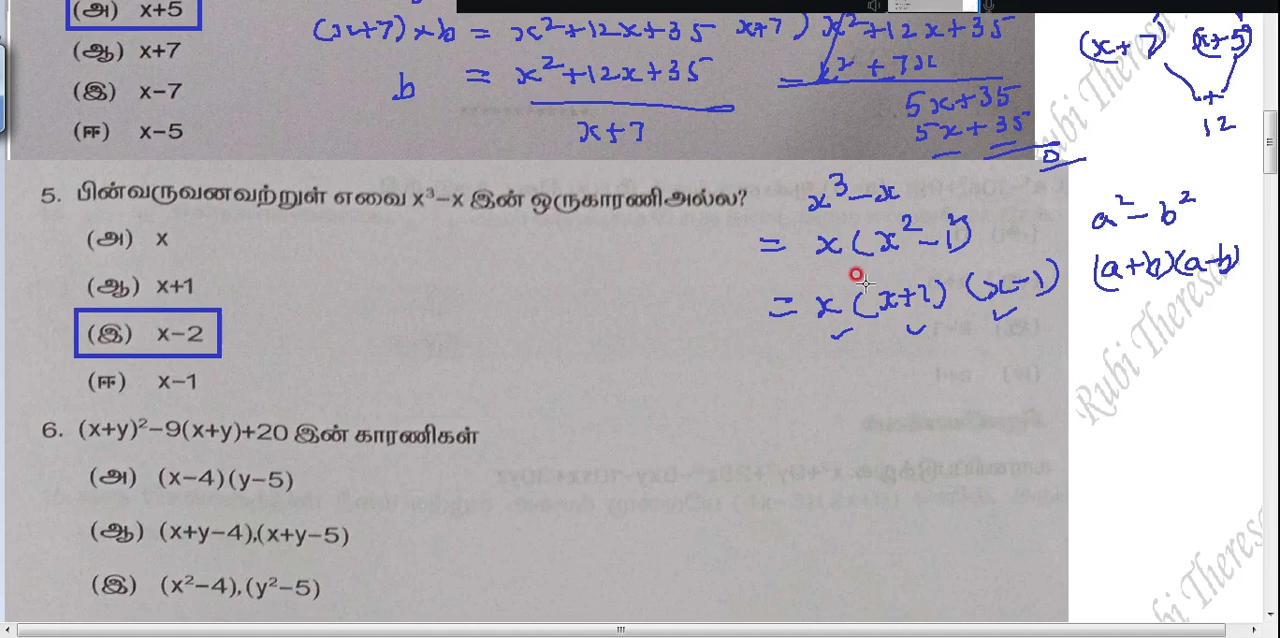 (அ) x+5
(ஆ) x+7
(இ) x-7
(ஈ) x-5
(x+7)×b = x²+12x+35
b = x²+12x+35
x+7
x+7) x²+12x+35
x² + 7x
5x+35
5x+35
0
(x+7) (x+5)
+
12
5. பின்வருவனவற்றுள் எவை x³-x இன் ஒருகாரணி அல்ல?
(அ) x
(ஆ) x+1
(இ) x-2
(ஈ) x-1
x³-x
= x(x²-1²)
= x(x+1) (x-1)
a²-b²
(a+b)(a-b)
6. (x+y)²-9(x+y)+20 இன் காரணிகள்
(அ) (x-4)(y-5)
(ஆ) (x+y-4),(x+y-5)
(இ) (x²-4),(y²-5)
Rubi Theresa
Rubi Theresa